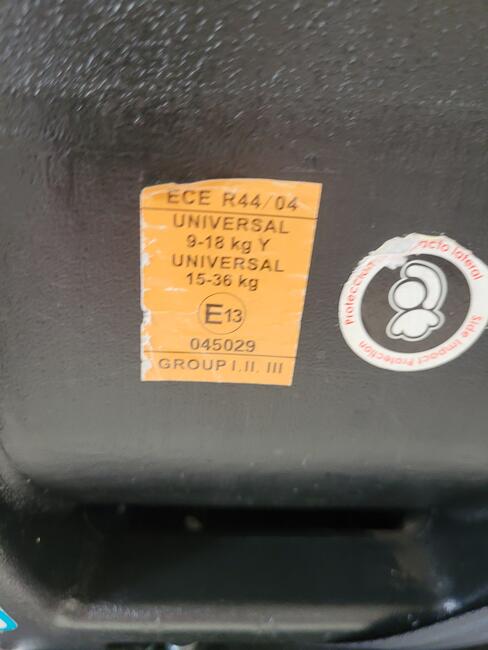 ECE R44/04
UNIVERSAL
9-18 kg Y
UNIVERSAL
15-36 kg
E13
045029
GROUP I. II. III
Protección
acto lateral
Side Impact Protection